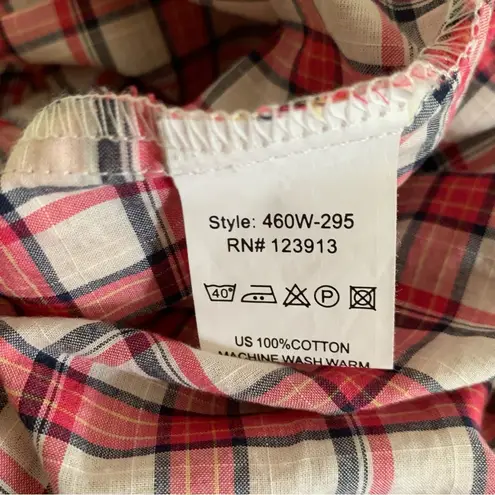 Style: 460W-295
RN# 123913
40° P
US 100%COTTON
MACHINE WASH WARM